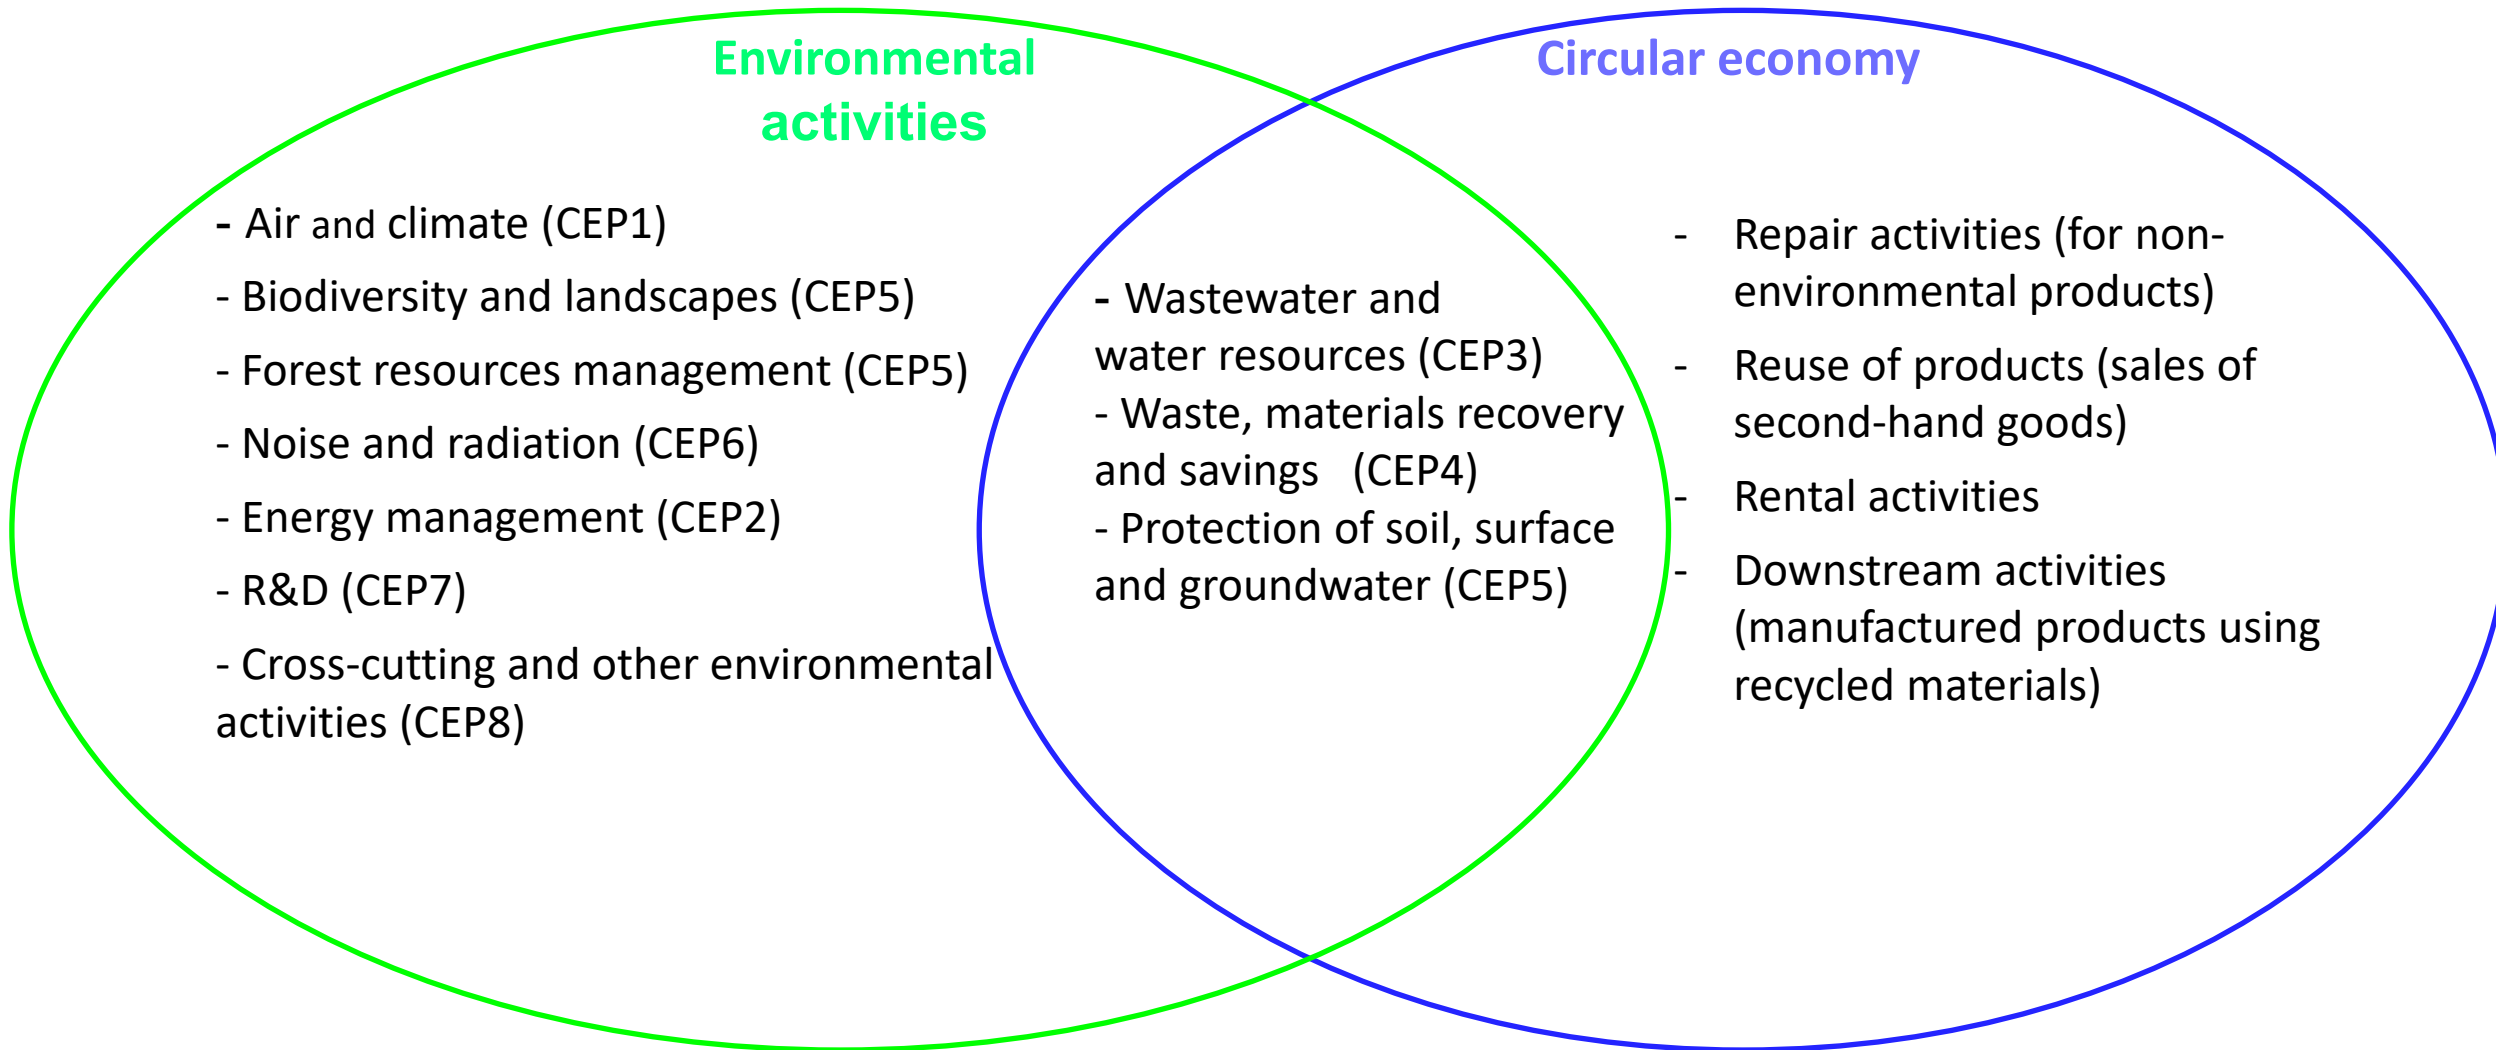 Environmental
activities
- Air and climate (CEP1)
- Biodiversity and landscapes (CEP5)
- Forest resources management (CEP5)
- Noise and radiation (CEP6)
- Energy management (CEP2)
- R&D (CEP7)
- Cross-cutting and other environmental
activities (CEP8)
- Wastewater and
water resources (CEP3)
- Waste, materials recovery
and savings (CEP4)
- Protection of soil, surface
and groundwater (CEP5)
Circular economy
- Repair activities (for non-
environmental products)
- Reuse of products (sales of
second-hand goods)
- Rental activities
- Downstream activities
(manufactured products using
recycled materials)